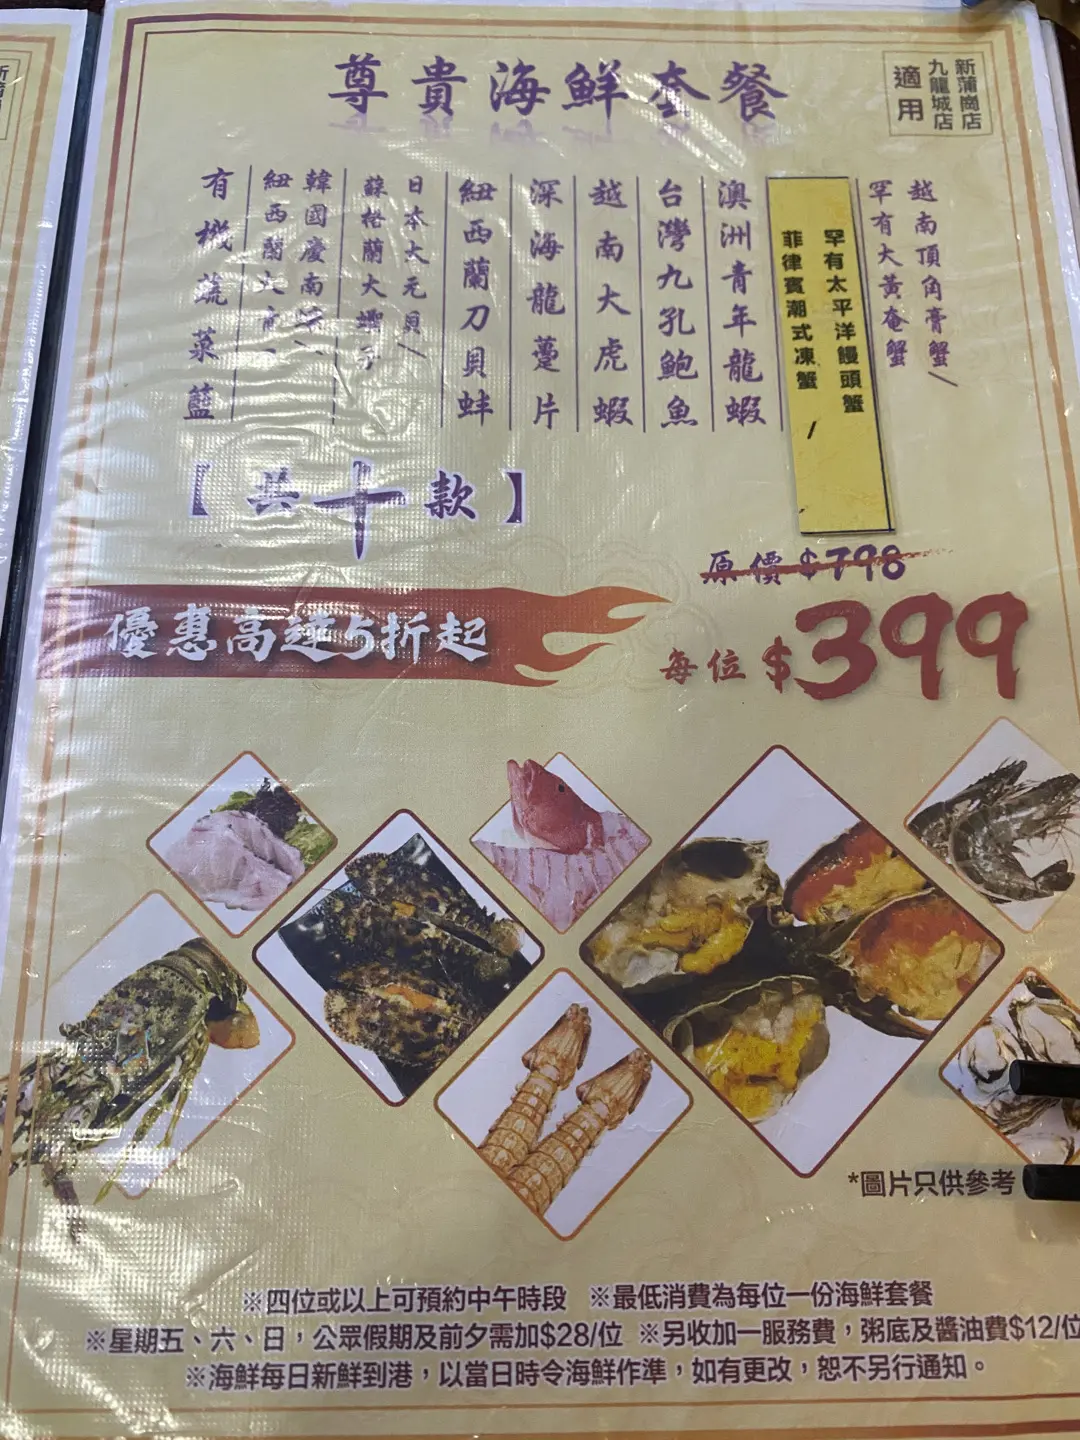 尊貴海鮮套餐
新蒲崗店
九龍城店
適用
越南頂角膏蟹/
罕有大黃奄蟹
罕有太平洋饅頭蟹
菲律賓潮式凍蟹 /
澳洲青年龍蝦
台灣九孔鮑魚
越南大虎蝦
深海龍躉片
紐西蘭刀貝蚌
日本大元貝/
蘇格蘭大蟶子
韓國慶南
紐西蘭
有機蔬菜籃
【共十款】
原價$798
優惠高達5折起
每位$399
*圖片只供參考
※四位或以上可預約中午時段 ※最低消費為每位一份海鮮套餐
※星期五、六、日，公眾假期及前夕需加$28/位 ※另收加一服務費，粥底及醬油費$12/位
※海鮮每日新鮮到港，以當日時令海鮮作準，如有更改，恕不另行通知。